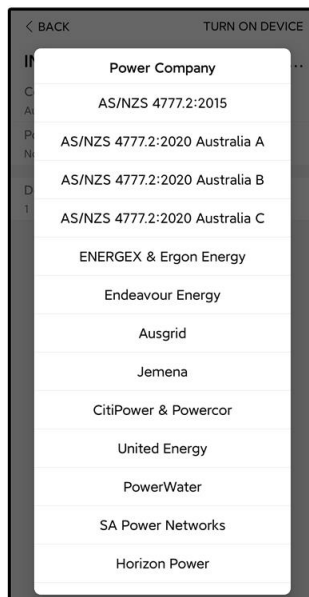 < BACK TURN ON DEVICE
IN ...
Power Company
AS/NZS 4777.2:2015
AS/NZS 4777.2:2020 Australia A
AS/NZS 4777.2:2020 Australia B
AS/NZS 4777.2:2020 Australia C
ENERGEX & Ergon Energy
Endeavour Energy
Ausgrid
Jemena
CitiPower & Powercor
United Energy
PowerWater
SA Power Networks
Horizon Power